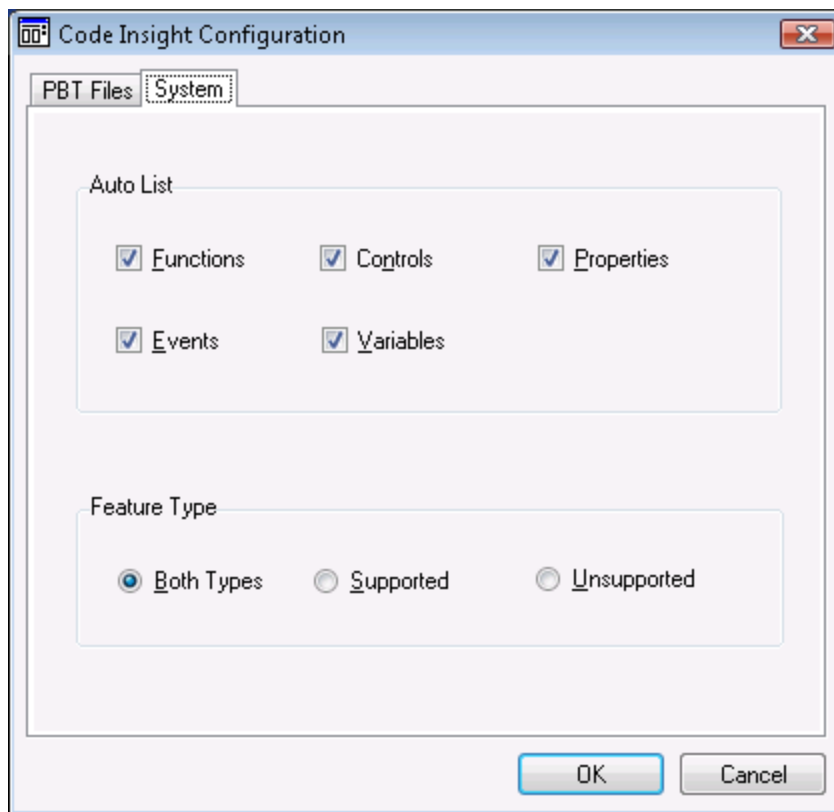 Code Insight Configuration
PBT Files System
Auto List
Functions Controls Properties
Events Variables
Feature Type
Both Types Supported Unsupported
OK Cancel